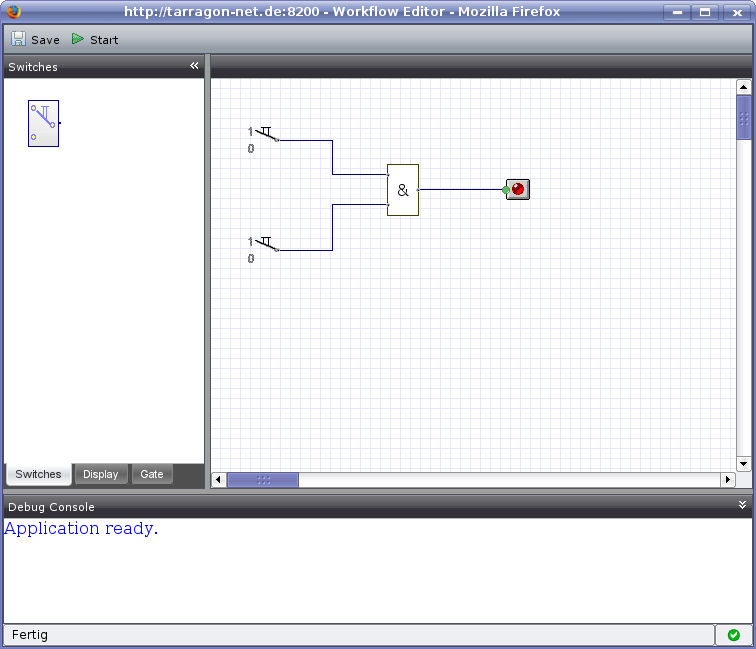 http://tarragon-net.de:8200 - Workflow Editor - Mozilla Firefox
Save Start
Switches
1
0
&
1
0
Switches Display Gate
Debug Console
Application ready.
Fertig